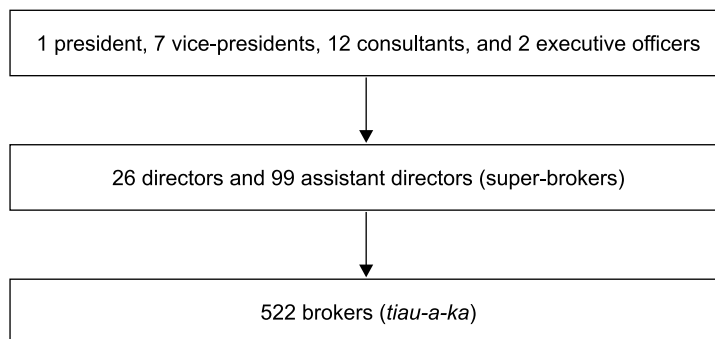 1 president, 7 vice-presidents, 12 consultants, and 2 executive officers
26 directors and 99 assistant directors (super-brokers)
522 brokers (tiau-a-ka)